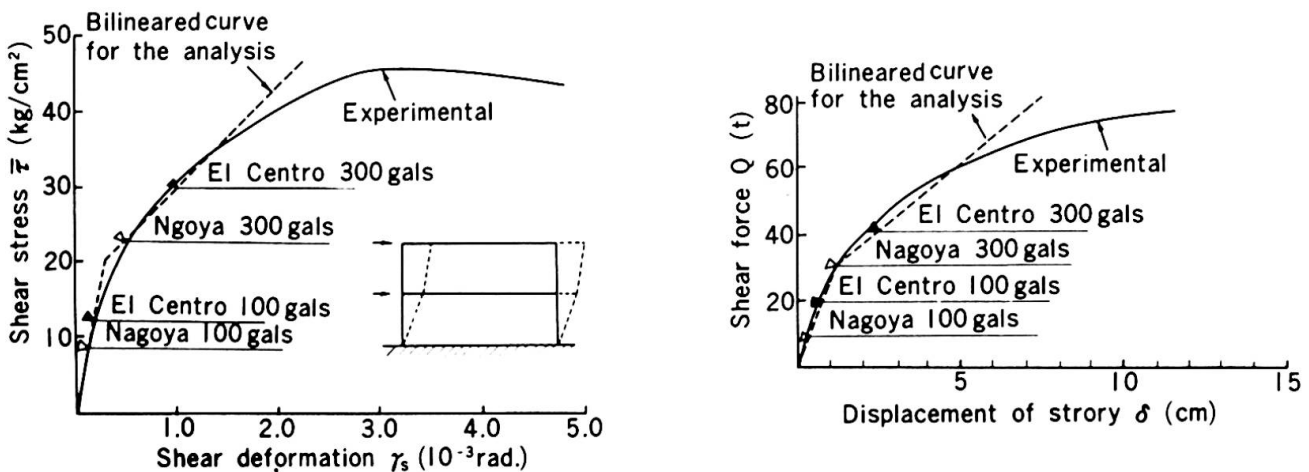 Bilineared curve
for the analysis
Shear stress τ̅ (kg/cm²)
50
40
30
20
10
Experimental
El Centro 300 gals
Ngoya 300 gals
El Centro 100 gals
Nagoya 100 gals
1.0 2.0 3.0 4.0 5.0
Shear deformation γs (10⁻³ rad.)
Bilineared curve
for the analysis
Shear force Q (t)
80
60
40
20
Experimental
El Centro 300 gals
Nagoya 300 gals
El Centro 100 gals
Nagoya 100 gals
5 10 15
Displacement of strory δ (cm)